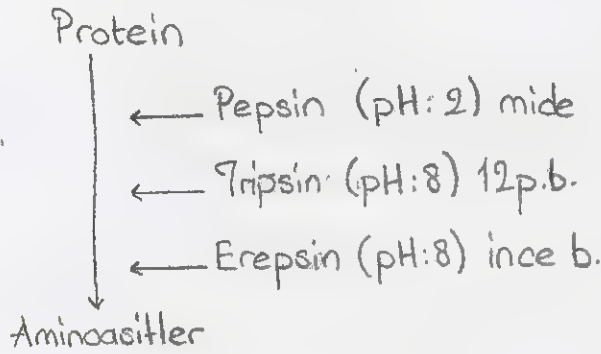 Protein
Pepsin (pH:2) mide
Tripsin (pH:8) 12p.b.
Erepsin (pH:8) ince b.
Aminoasitler